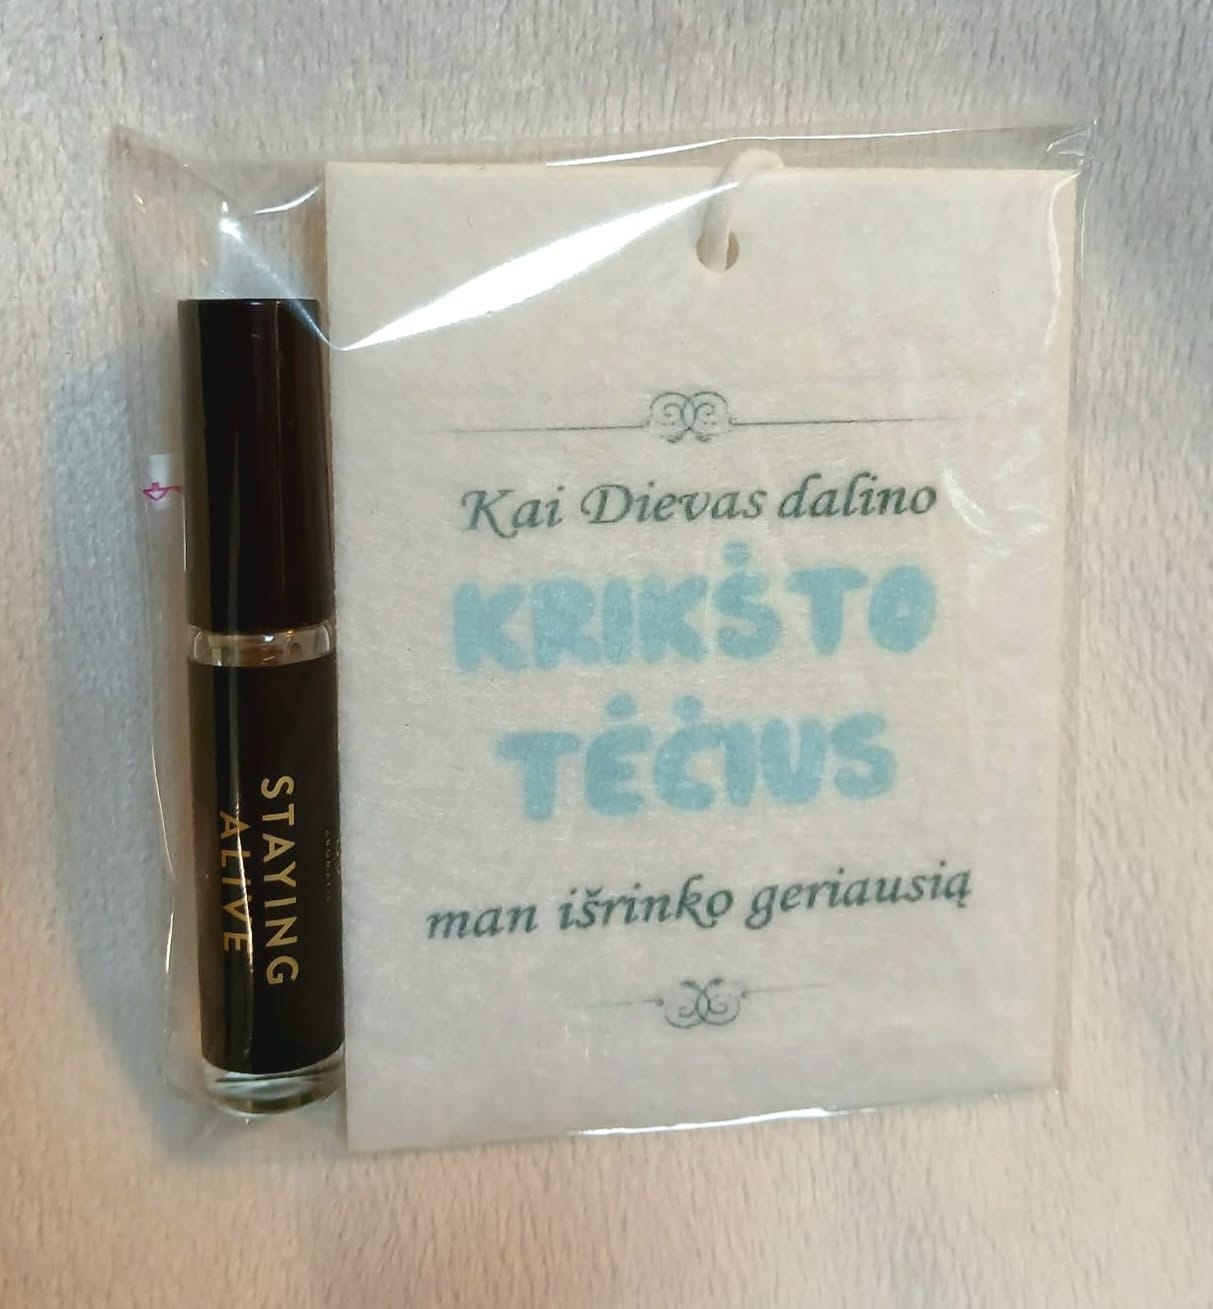 STAYING
ALIVE
Kai Dievas dalino
KRIKŠTO
TĖČIUS
man išrinko geriausią